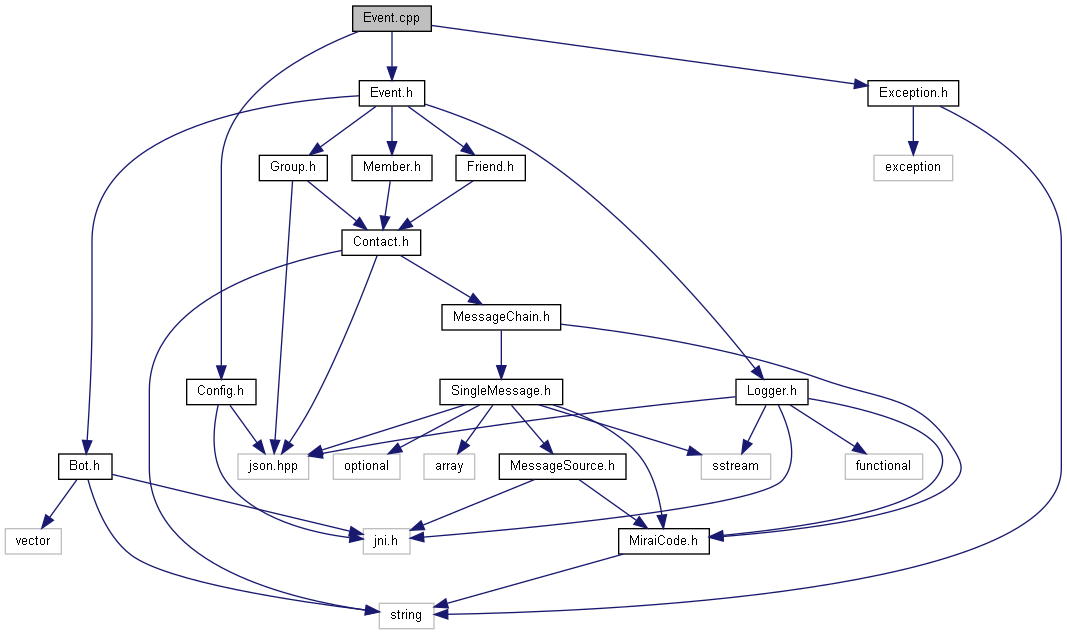 Event.cpp
Event.h
Exception.h
Group.h
Member.h
Friend.h
exception
Contact.h
MessageChain.h
Config.h
SingleMessage.h
Logger.h
Bot.h
json.hpp
optional
array
MessageSource.h
sstream
functional
vector
jni.h
MiraiCode.h
string